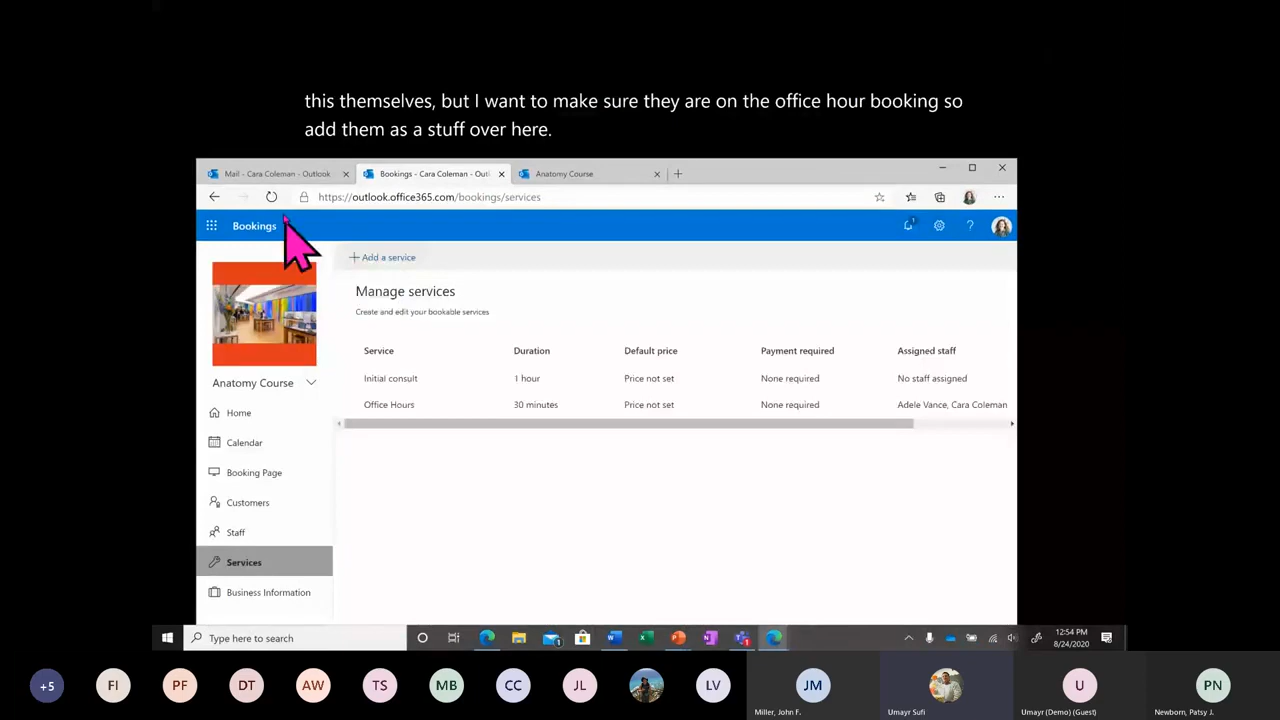 this themselves, but I want to make sure they are on the office hour booking so
add them as a stuff over here.
Mail - Cara Coleman - Outlook
Bookings - Cara Coleman - Outl
Anatomy Course
https://outlook.office365.com/bookings/services
Bookings
1
?
+ Add a service
Manage services
Create and edit your bookable services
Service Duration Default price Payment required Assigned staff
Initial consult 1 hour Price not set None required No staff assigned
Office Hours 30 minutes Price not set None required Adele Vance, Cara Coleman
Anatomy Course
Home
Calendar
Booking Page
Customers
Staff
Services
Business Information
Type here to search
12:54 PM
8/24/2020
+5 FI PF DT AW TS MB CC JL LV JM U PN
Miller, John F. Umayr Sufi Umayr (Demo) (Guest) Newborn, Patsy J.